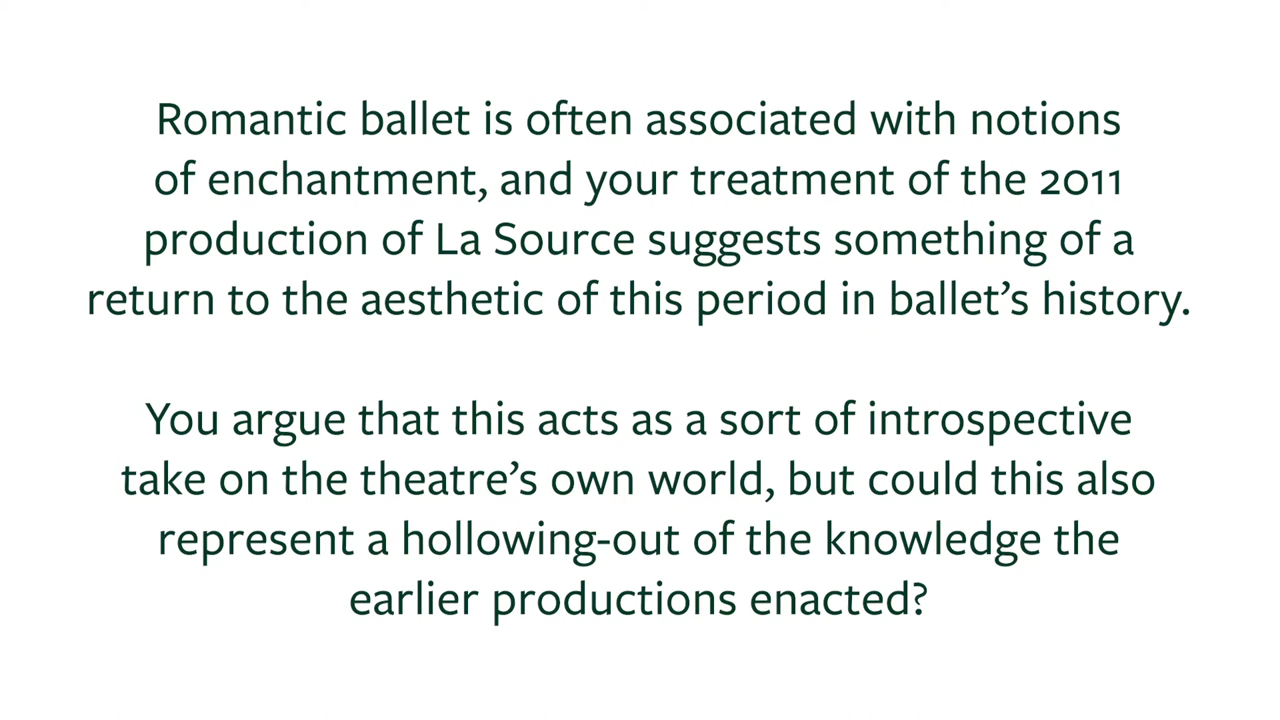 Romantic ballet is often associated with notions
of enchantment, and your treatment of the 2011
production of La Source suggests something of a
return to the aesthetic of this period in ballet’s history.
You argue that this acts as a sort of introspective
take on the theatre’s own world, but could this also
represent a hollowing-out of the knowledge the
earlier productions enacted?